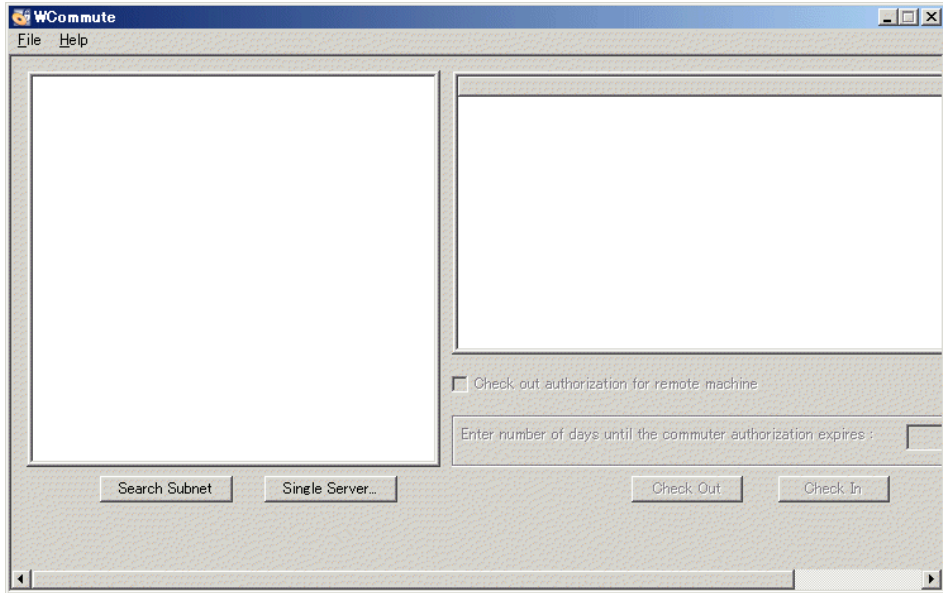 WCommute
File Help
Check out authorization for remote machine
Enter number of days until the commuter authorization expires :
Search Subnet Single Server... Check Out Check In